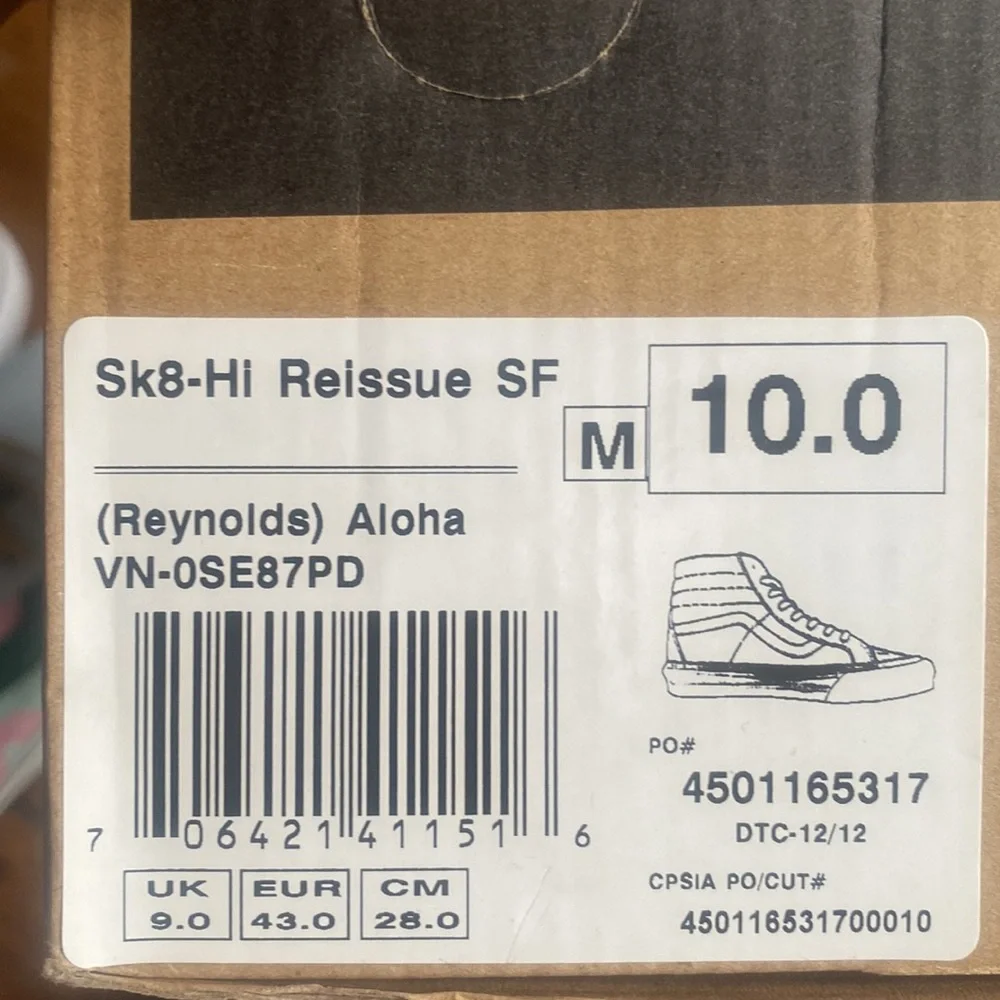 Sk8-Hi Reissue SF
M
10.0
(Reynolds) Aloha
VN-0SE87PD
7 06421 41151 6
UK EUR CM
9.0 43.0 28.0
PO#
4501165317
DTC-12/12
CPSIA PO/CUT#
450116531700010